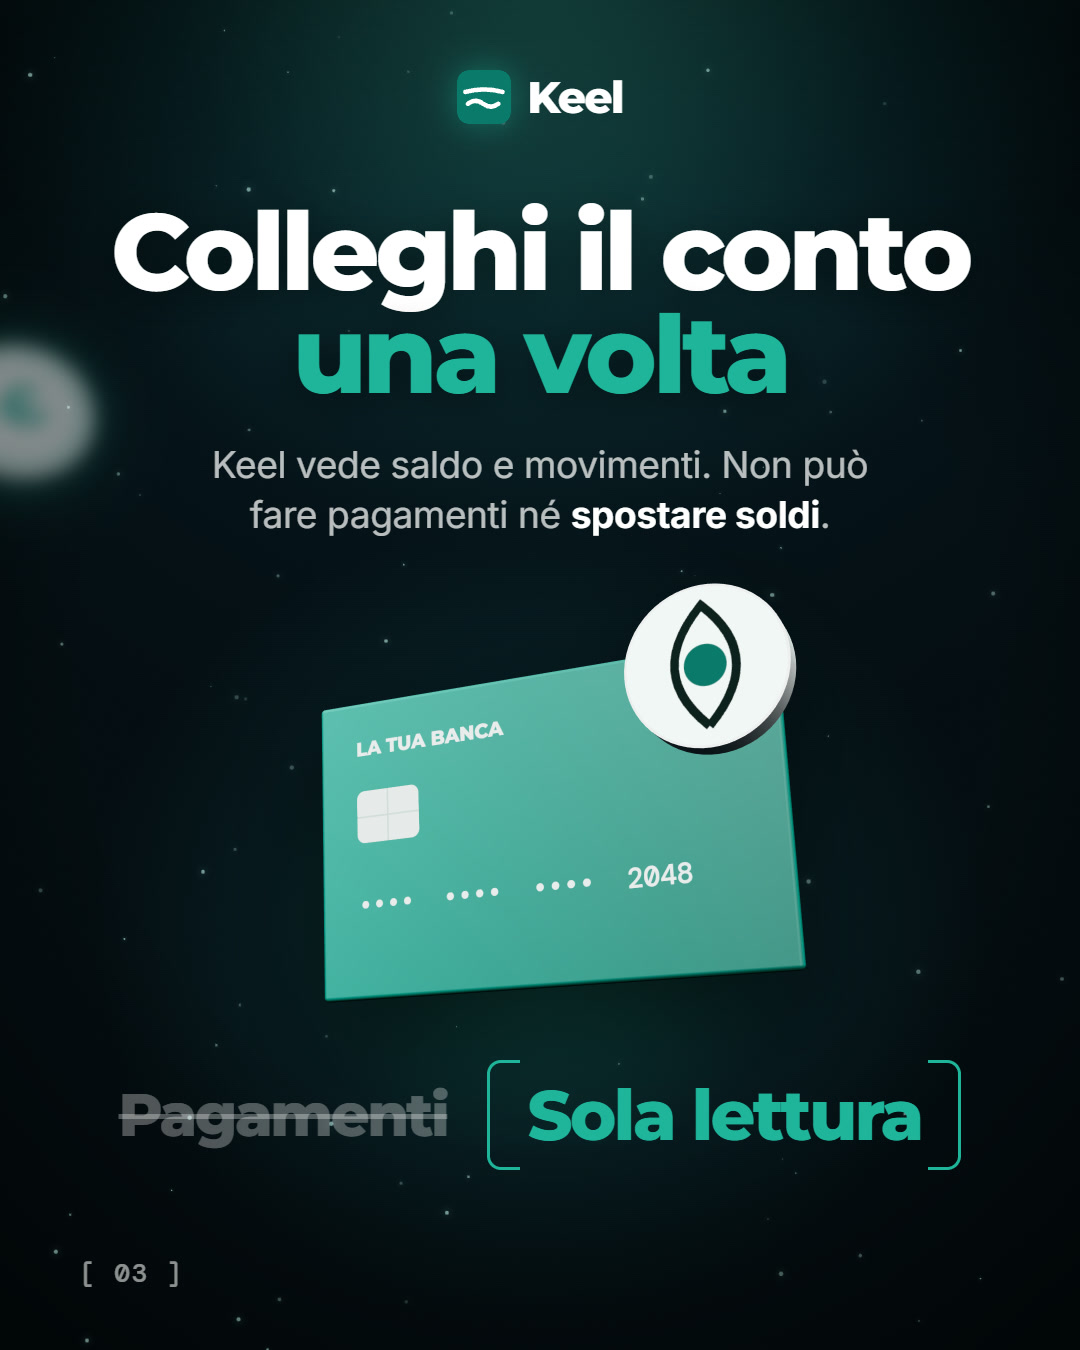 Keel
Colleghi il conto
una volta
Keel vede saldo e movimenti. Non può
fare pagamenti né spostare soldi.
LA TUA BANCA
•••• •••• •••• 2048
Pagamenti
Sola lettura
[ 03 ]